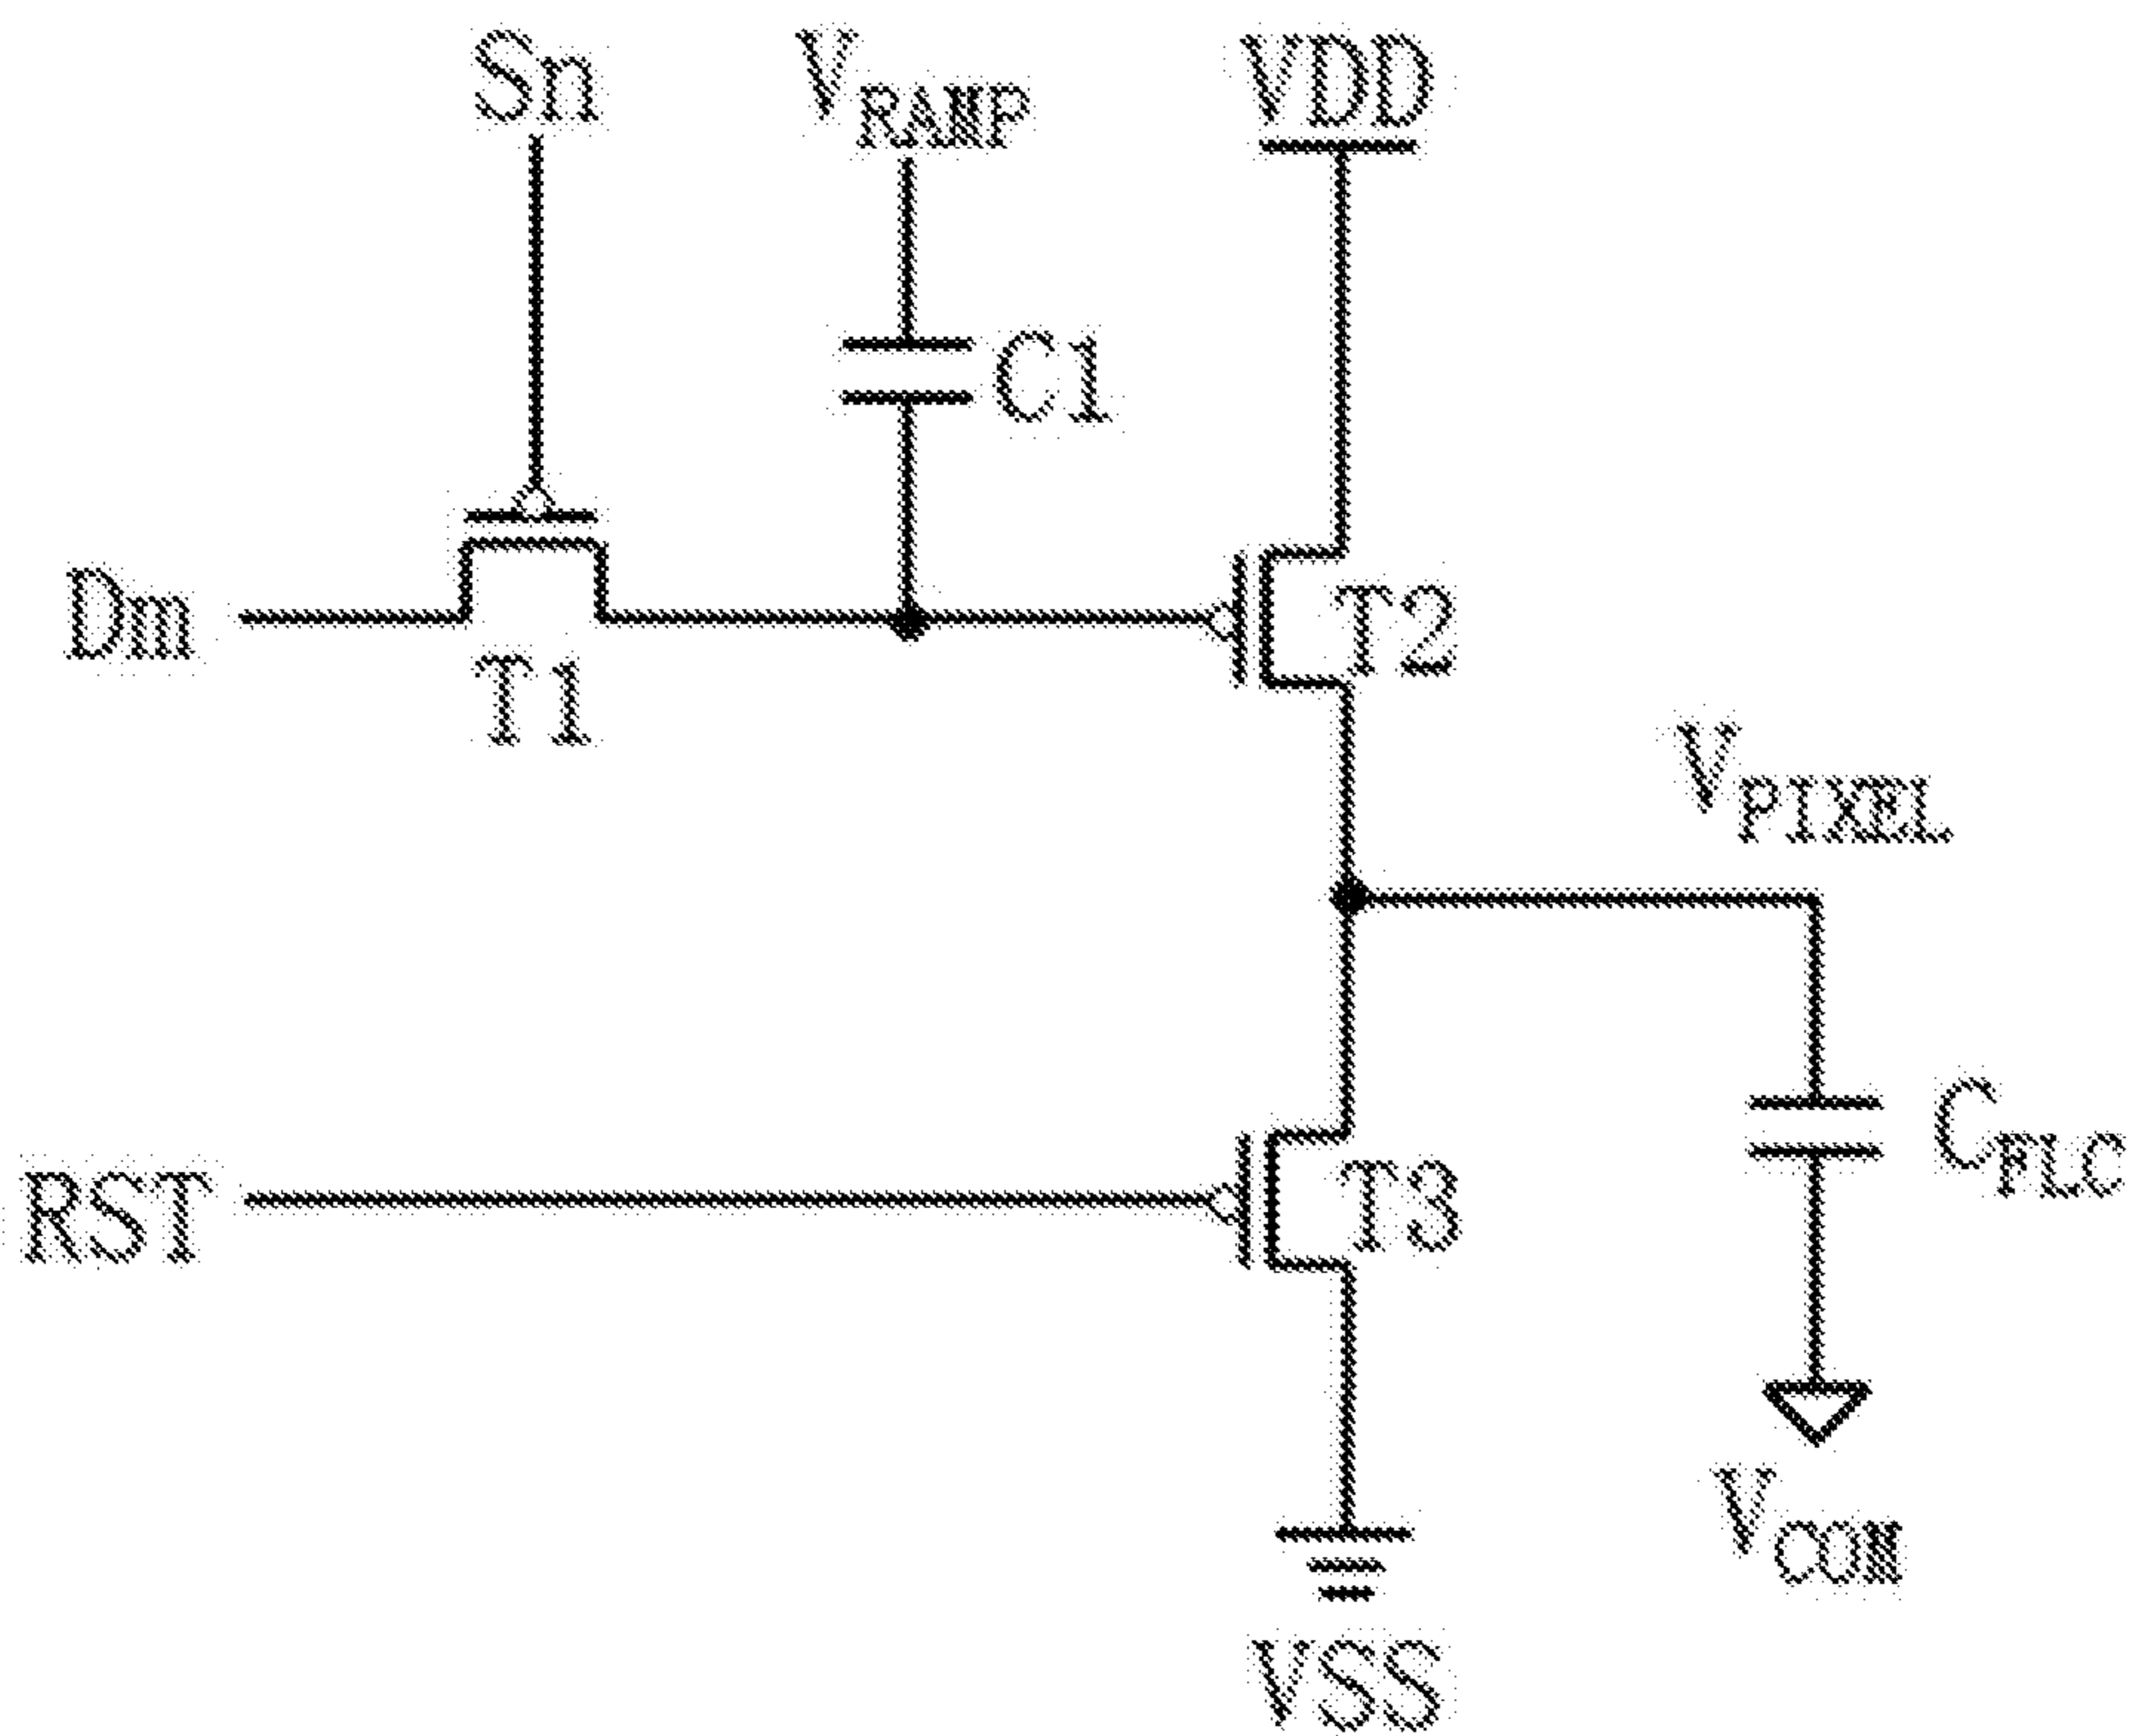 Sn
VRAMP
VDD
C1
Dm
T1
T2
VPIXEL
RST
T3
CFLC
VCOM
VSS